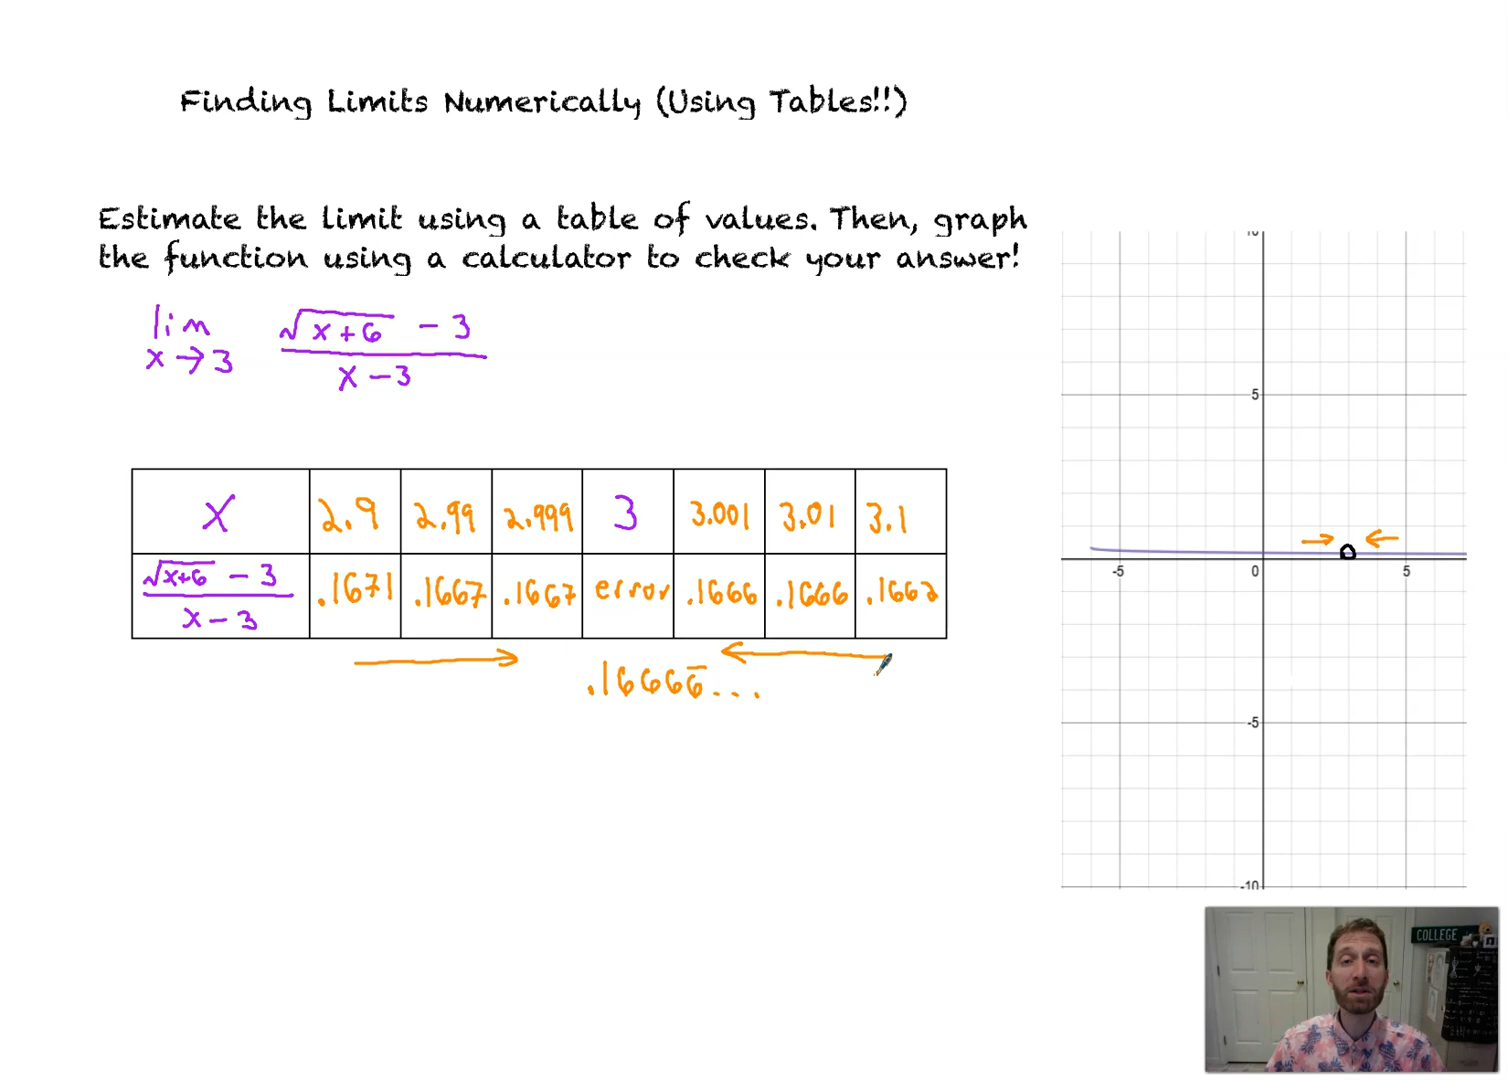 Finding Limits Numerically (Using Tables!!)
Estimate the limit using a table of values. Then, graph
the function using a calculator to check your answer!
lim x→3 √(x+6) - 3 / x-3
x 2.9 2.99 2.999 3 3.001 3.01 3.1
√(x+6) - 3 / x-3 .1671 .1667 .1667 error .1666 .1666 .1662
.16666̅...
10
5
-5 0 5
-5
-10
COLLEGE